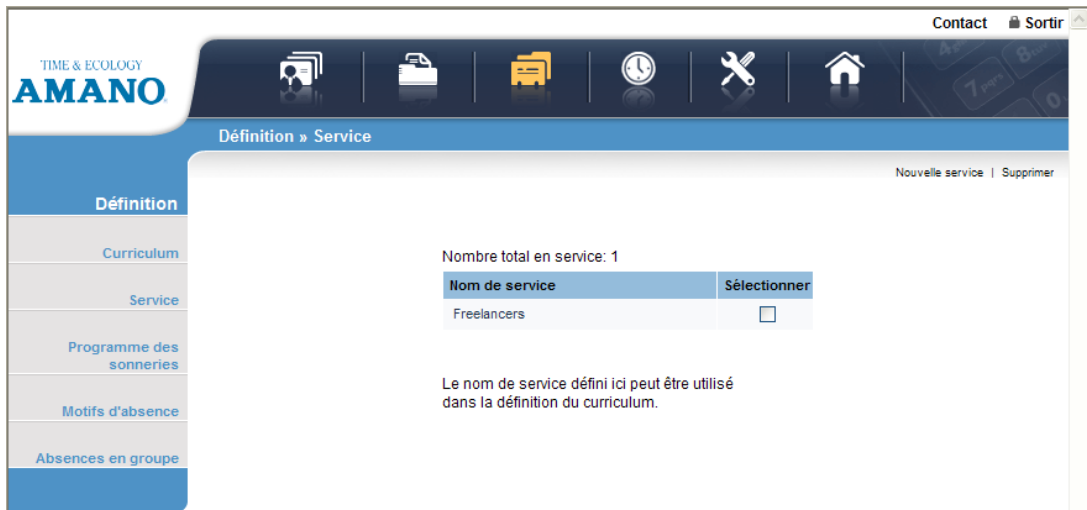 Contact Sortir
TIME & ECOLOGY
AMANO
Définition » Service
Nouvelle service | Supprimer
Définition
Curriculum
Service
Programme des
sonneries
Motifs d'absence
Absences en groupe
Nombre total en service: 1
Nom de service Sélectionner
Freelancers
Le nom de service défini ici peut être utilisé
dans la définition du curriculum.